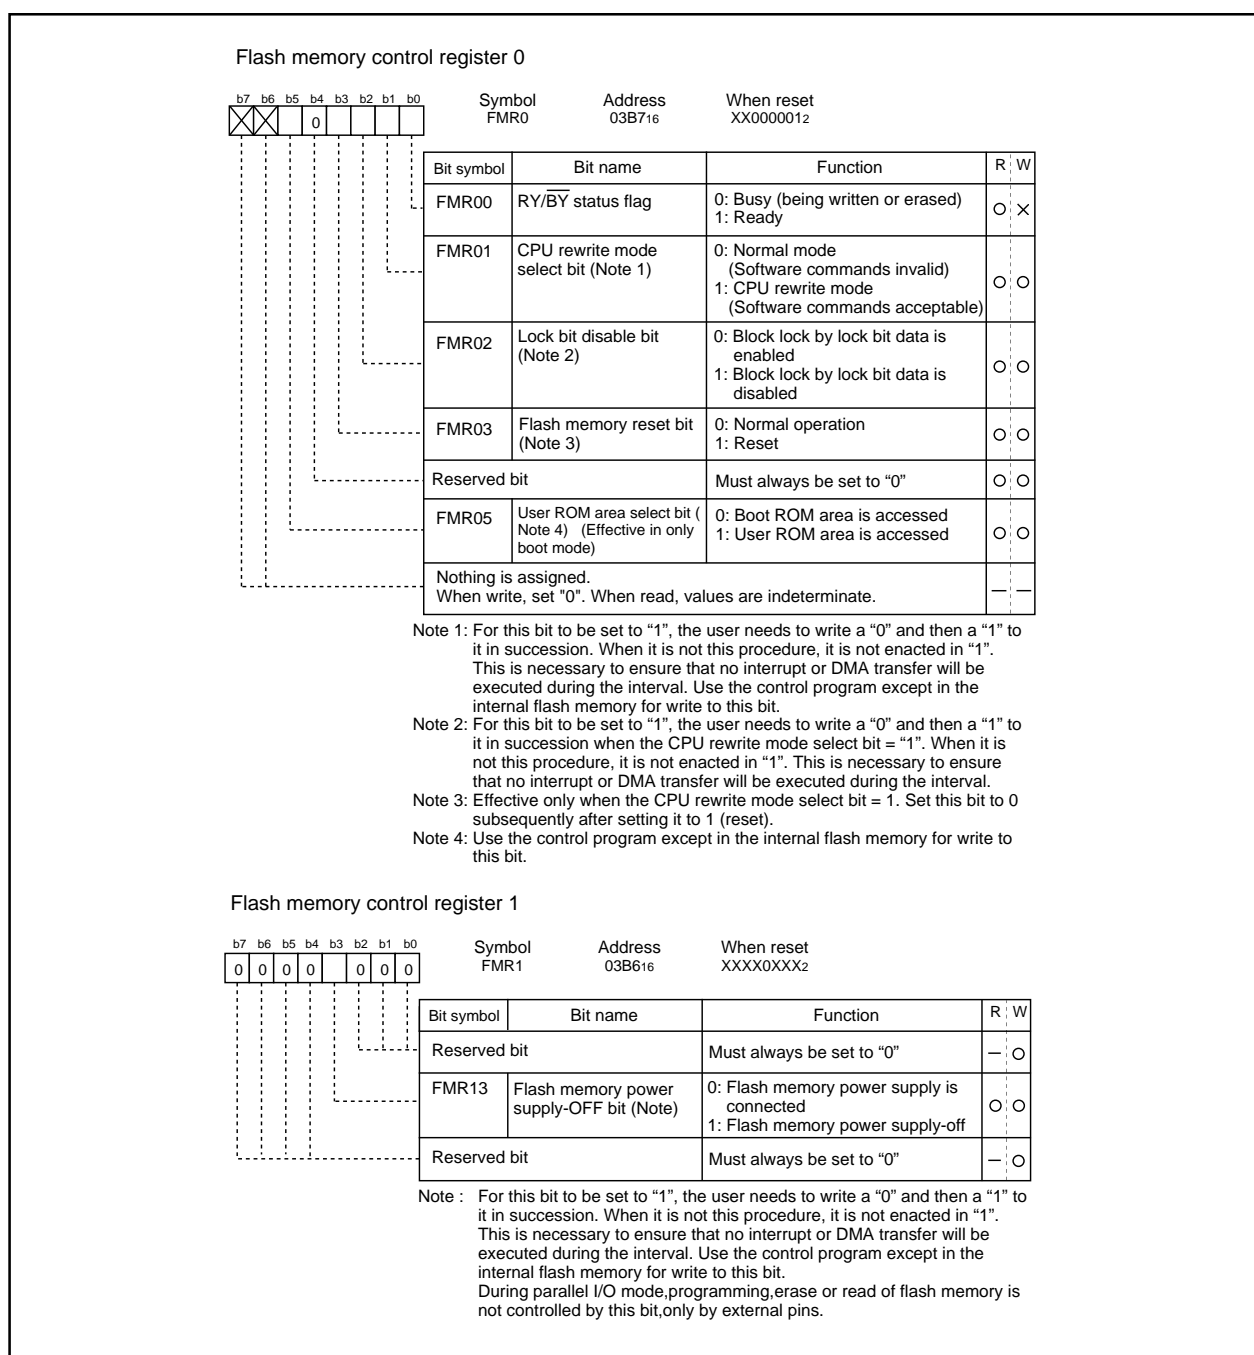 Flash memory control register 0
b7 b6 b5 b4 b3 b2 b1 b0
0
Symbol Address When reset
FMR0 03B716 XX0000012
Bit symbol Bit name Function R W
FMR00 RY/BY status flag 0: Busy (being written or erased)
1: Ready
FMR01 CPU rewrite mode
select bit (Note 1)
0: Normal mode
(Software commands invalid)
1: CPU rewrite mode
(Software commands acceptable)
FMR02 Lock bit disable bit
(Note 2)
0: Block lock by lock bit data is
enabled
1: Block lock by lock bit data is
disabled
FMR03 Flash memory reset bit
(Note 3)
0: Normal operation
1: Reset
Reserved bit Must always be set to “0”
FMR05 User ROM area select bit (
Note 4) (Effective in only
boot mode)
0: Boot ROM area is accessed
1: User ROM area is accessed
Nothing is assigned.
When write, set "0". When read, values are indeterminate.
Note 1: For this bit to be set to “1”, the user needs to write a “0” and then a “1” to
it in succession. When it is not this procedure, it is not enacted in “1”.
This is necessary to ensure that no interrupt or DMA transfer will be
executed during the interval. Use the control program except in the
internal flash memory for write to this bit.
Note 2: For this bit to be set to “1”, the user needs to write a “0” and then a “1” to
it in succession when the CPU rewrite mode select bit = “1”. When it is
not this procedure, it is not enacted in “1”. This is necessary to ensure
that no interrupt or DMA transfer will be executed during the interval.
Note 3: Effective only when the CPU rewrite mode select bit = 1. Set this bit to 0
subsequently after setting it to 1 (reset).
Note 4: Use the control program except in the internal flash memory for write to
this bit.
Flash memory control register 1
b7 b6 b5 b4 b3 b2 b1 b0
0 0 0 0 0 0 0
Symbol Address When reset
FMR1 03B616 XXXX0XXX2
Bit symbol Bit name Function R W
Reserved bit Must always be set to “0”
FMR13 Flash memory power
supply-OFF bit (Note)
0: Flash memory power supply is
connected
1: Flash memory power supply-off
Reserved bit Must always be set to “0”
Note : For this bit to be set to “1”, the user needs to write a “0” and then a “1” to
it in succession. When it is not this procedure, it is not enacted in “1”.
This is necessary to ensure that no interrupt or DMA transfer will be
executed during the interval. Use the control program except in the
internal flash memory for write to this bit.
During parallel I/O mode,programming,erase or read of flash memory is
not controlled by this bit,only by external pins.